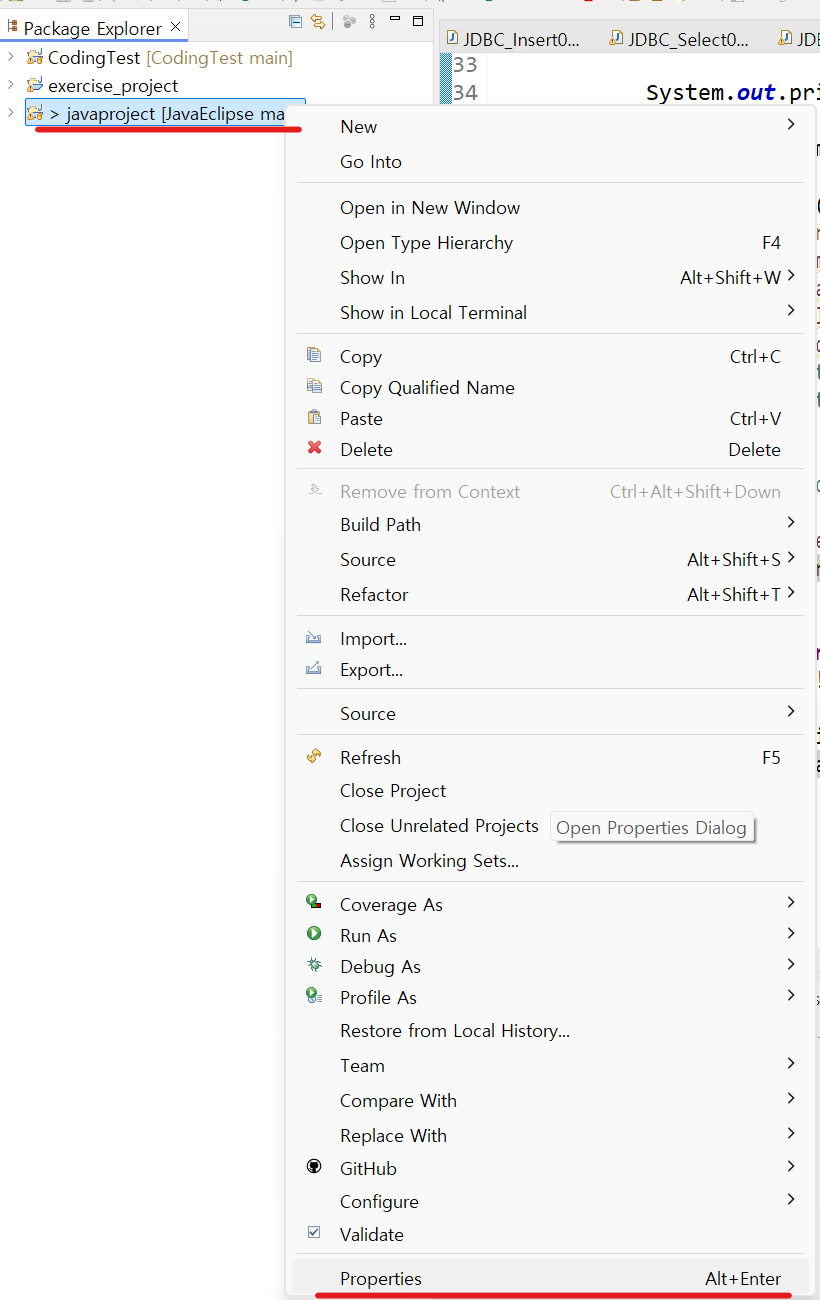 Package Explorer
JDBC_Insert0...
JDBC_Select0...
CodingTest [CodingTest main]
exercise_project
> javaproject [JavaEclipse ma
33
34
System.out.pri
New
Go Into
Open in New Window
Open Type Hierarchy F4
Show In Alt+Shift+W
Show in Local Terminal
Copy Ctrl+C
Copy Qualified Name
Paste Ctrl+V
Delete Delete
Remove from Context Ctrl+Alt+Shift+Down
Build Path
Source Alt+Shift+S
Refactor Alt+Shift+T
Import...
Export...
Source
Refresh F5
Close Project
Close Unrelated Projects
Open Properties Dialog
Assign Working Sets...
Coverage As
Run As
Debug As
Profile As
Restore from Local History...
Team
Compare With
Replace With
GitHub
Configure
Validate
Properties Alt+Enter